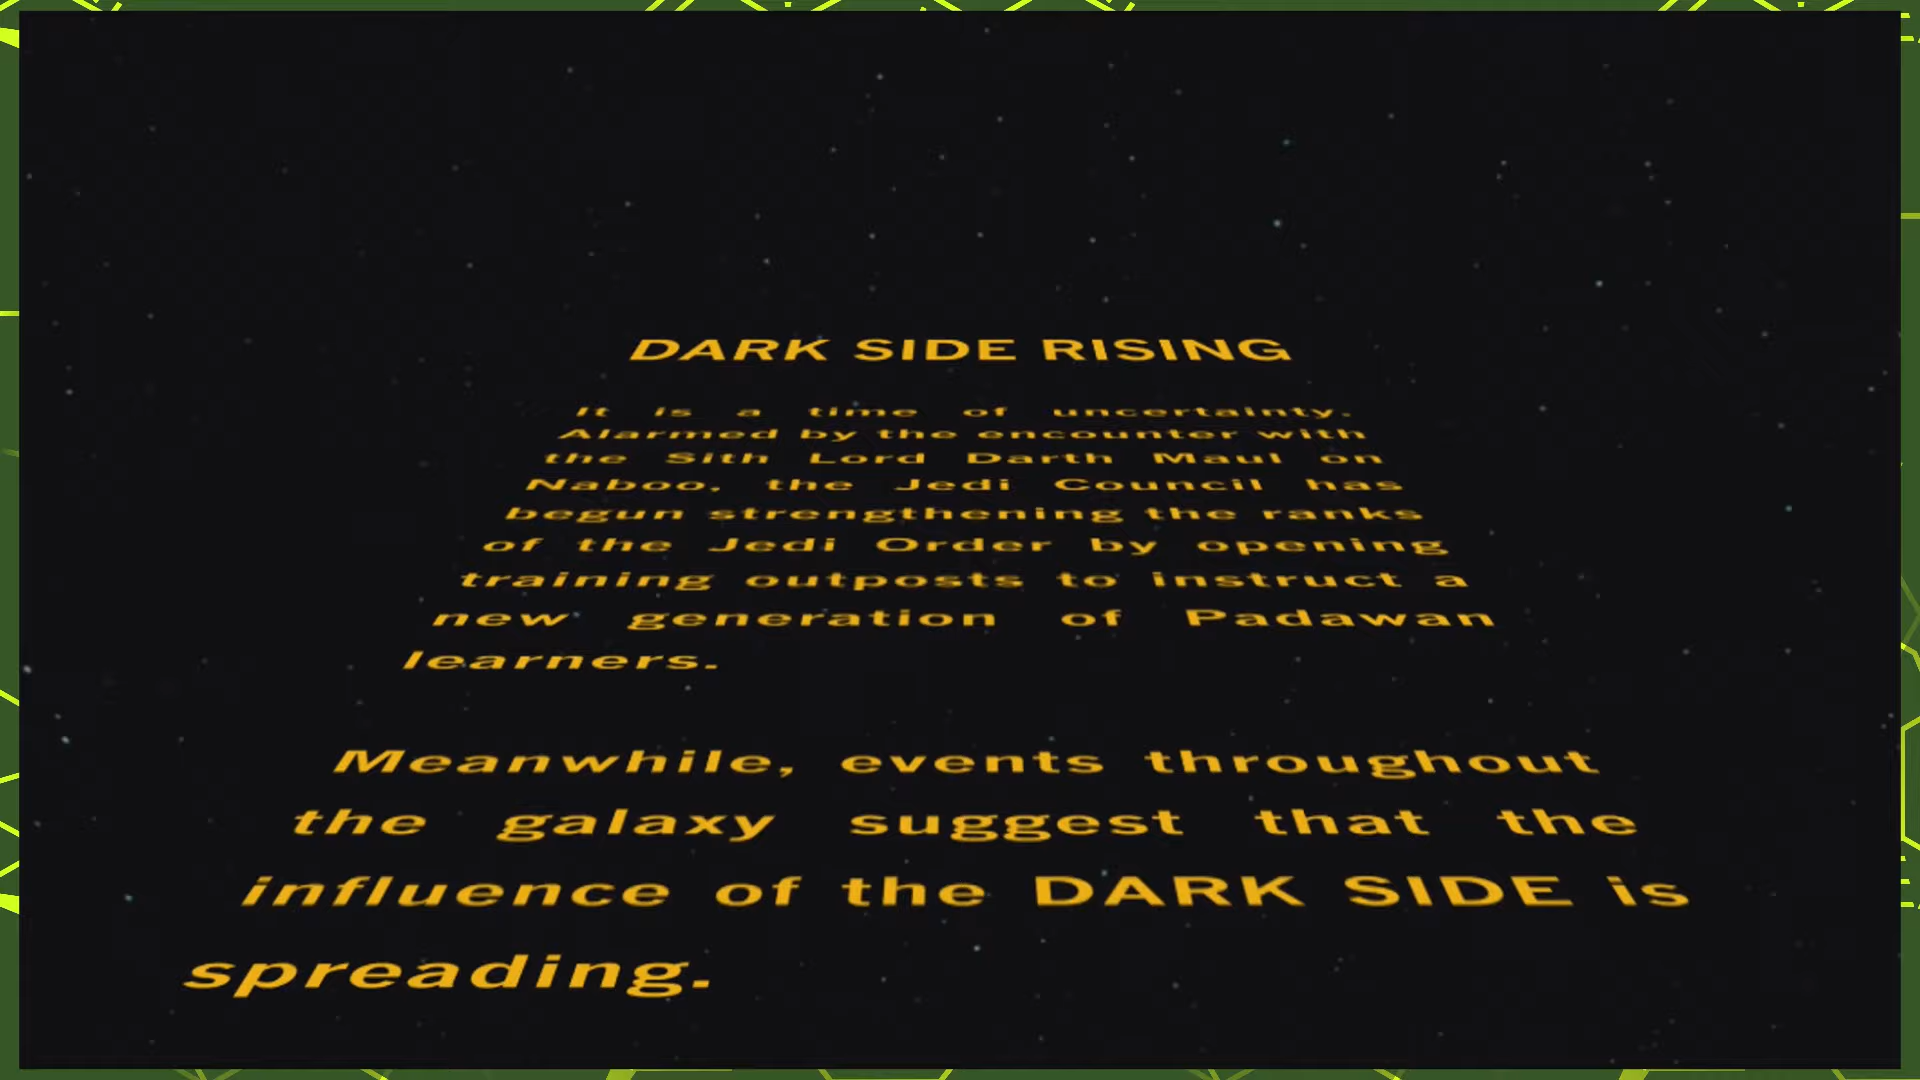 DARK SIDE RISING
It is a time of uncertainty.
Alarmed by the encounter with
the Sith Lord Darth Maul on
Naboo, the Jedi Council has
begun strengthening the ranks
of the Jedi Order by opening
training outposts to instruct a
new generation of Padawan
learners.
Meanwhile, events throughout
the galaxy suggest that the
influence of the DARK SIDE is
spreading.